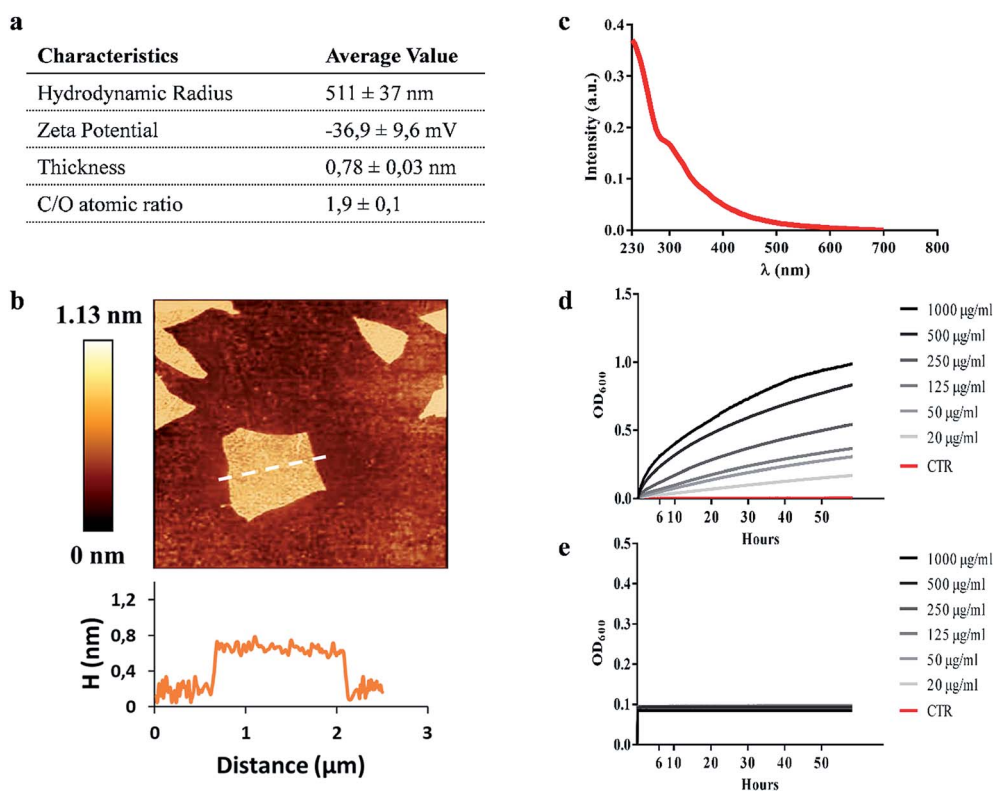 a
Characteristics Average Value
Hydrodynamic Radius 511 ± 37 nm
Zeta Potential -36,9 ± 9,6 mV
Thickness 0,78 ± 0,03 nm
C/O atomic ratio 1,9 ± 0,1
b
1.13 nm
0 nm
1,2
0,8
0,4
0
H (nm)
0 1 2 3
Distance (μm)
c
0.4
0.3
0.2
0.1
0.0
Intensity (a.u.)
230 300 400 500 600 700 800
λ (nm)
d
1.5
1.0
0.5
0.0
OD600
6 10 20 30 40 50
Hours
1000 μg/ml
500 μg/ml
250 μg/ml
125 μg/ml
50 μg/ml
20 μg/ml
CTR
e
0.5
0.4
0.3
0.2
0.1
0.0
OD600
6 10 20 30 40 50
Hours
1000 μg/ml
500 μg/ml
250 μg/ml
125 μg/ml
50 μg/ml
20 μg/ml
CTR